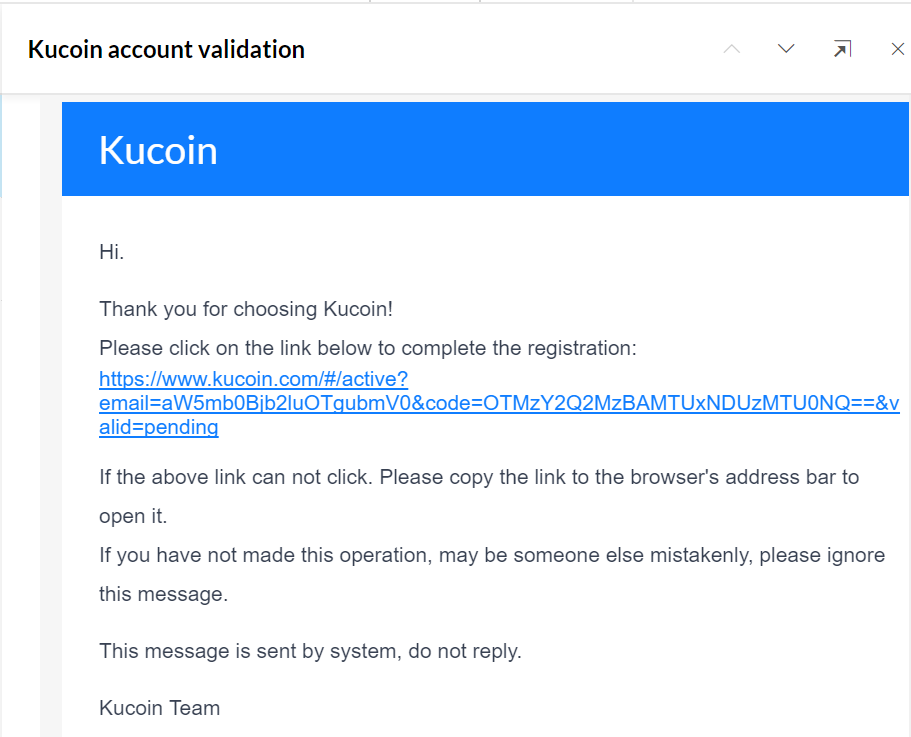 Kucoin account validation
Kucoin
Hi.
Thank you for choosing Kucoin!
Please click on the link below to complete the registration:
https://www.kucoin.com/#/active?
email=aW5mb0Bjb2luOTgubmV0&code=OTMzY2Q2MzBAMTUxNDUzMTU0NQ==&v
alid=pending
If the above link can not click. Please copy the link to the browser's address bar to
open it.
If you have not made this operation, may be someone else mistakenly, please ignore
this message.
This message is sent by system, do not reply.
Kucoin Team